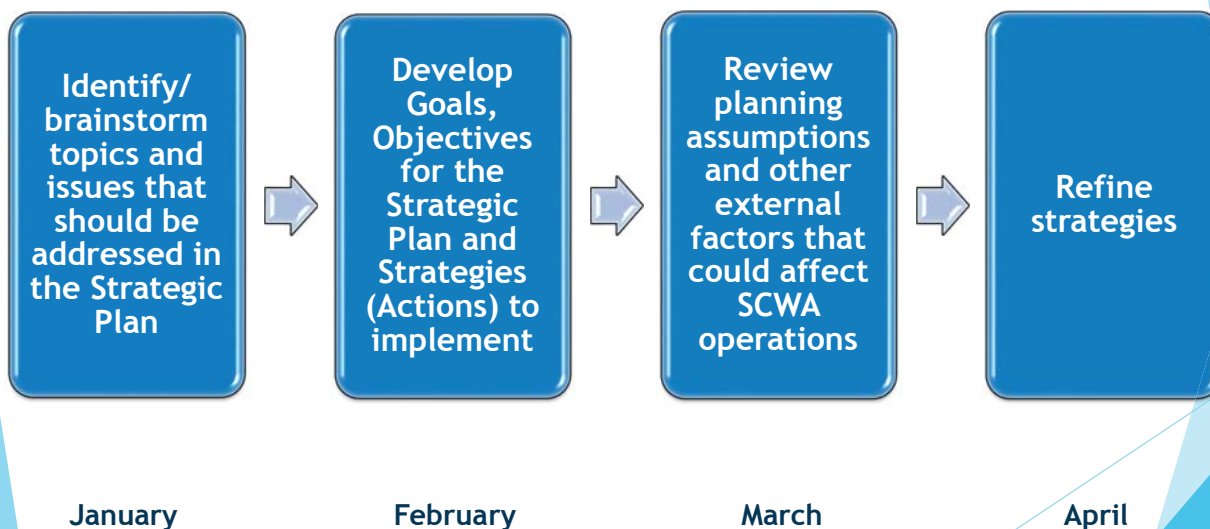 Identify/
brainstorm
topics and
issues that
should be
addressed in
the Strategic
Plan
Develop
Goals,
Objectives
for the
Strategic
Plan and
Strategies
(Actions) to
implement
Review
planning
assumptions
and other
external
factors that
could affect
SCWA
operations
Refine
strategies
January
February
March
April